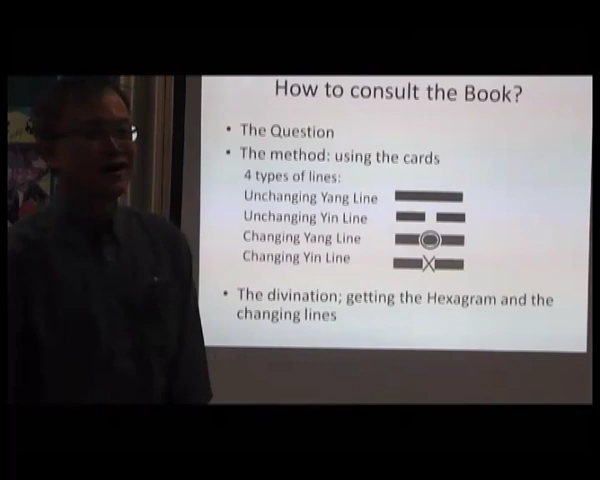 How to consult the Book?
• The Question
• The method: using the cards
4 types of lines:
Unchanging Yang Line
Unchanging Yin Line
Changing Yang Line
Changing Yin Line
• The divination; getting the Hexagram and the
changing lines